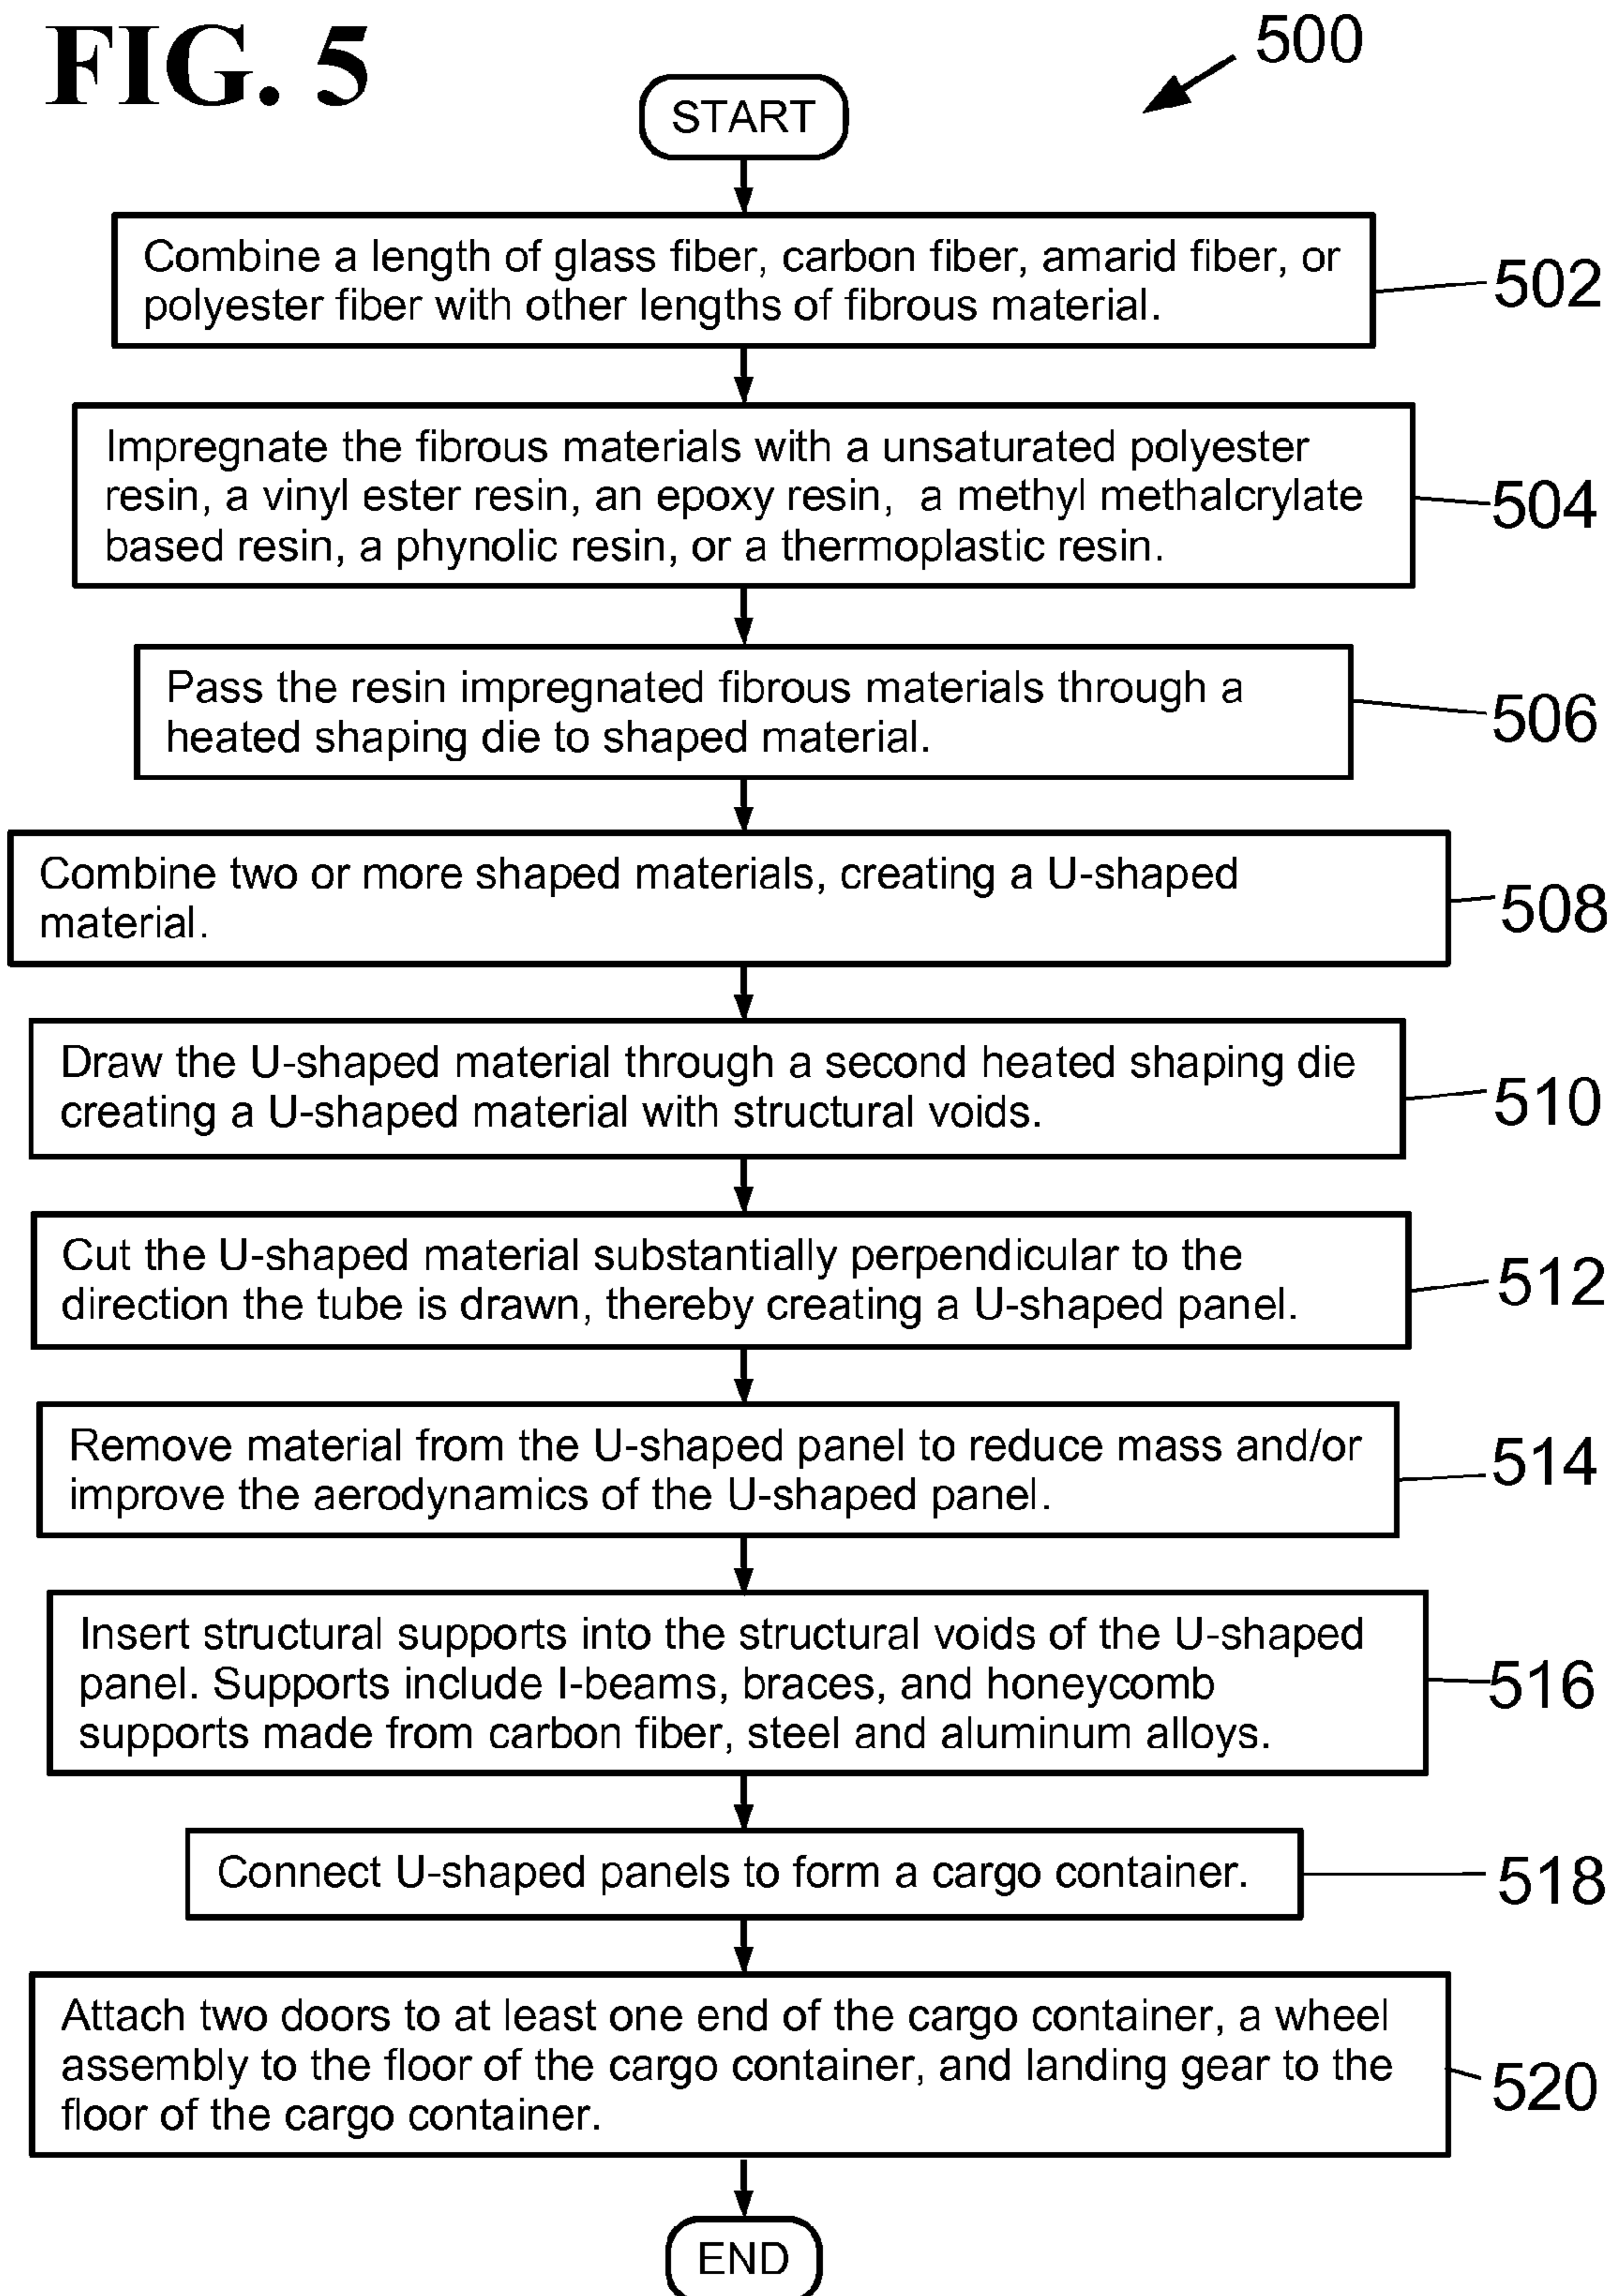 FIG. 5
500
START
Combine a length of glass fiber, carbon fiber, amarid fiber, or
polyester fiber with other lengths of fibrous material.
502
Impregnate the fibrous materials with a unsaturated polyester
resin, a vinyl ester resin, an epoxy resin,  a methyl methalcrylate
based resin, a phynolic resin, or a thermoplastic resin.
504
Pass the resin impregnated fibrous materials through a
heated shaping die to shaped material.
506
Combine two or more shaped materials, creating a U-shaped
material.
508
Draw the U-shaped material through a second heated shaping die
creating a U-shaped material with structural voids.
510
Cut the U-shaped material substantially perpendicular to the
direction the tube is drawn, thereby creating a U-shaped panel.
512
Remove material from the U-shaped panel to reduce mass and/or
improve the aerodynamics of the U-shaped panel.
514
Insert structural supports into the structural voids of the U-shaped
panel. Supports include I-beams, braces, and honeycomb
supports made from carbon fiber, steel and aluminum alloys.
516
Connect U-shaped panels to form a cargo container.
518
Attach two doors to at least one end of the cargo container, a wheel
assembly to the floor of the cargo container, and landing gear to the
floor of the cargo container.
520
END